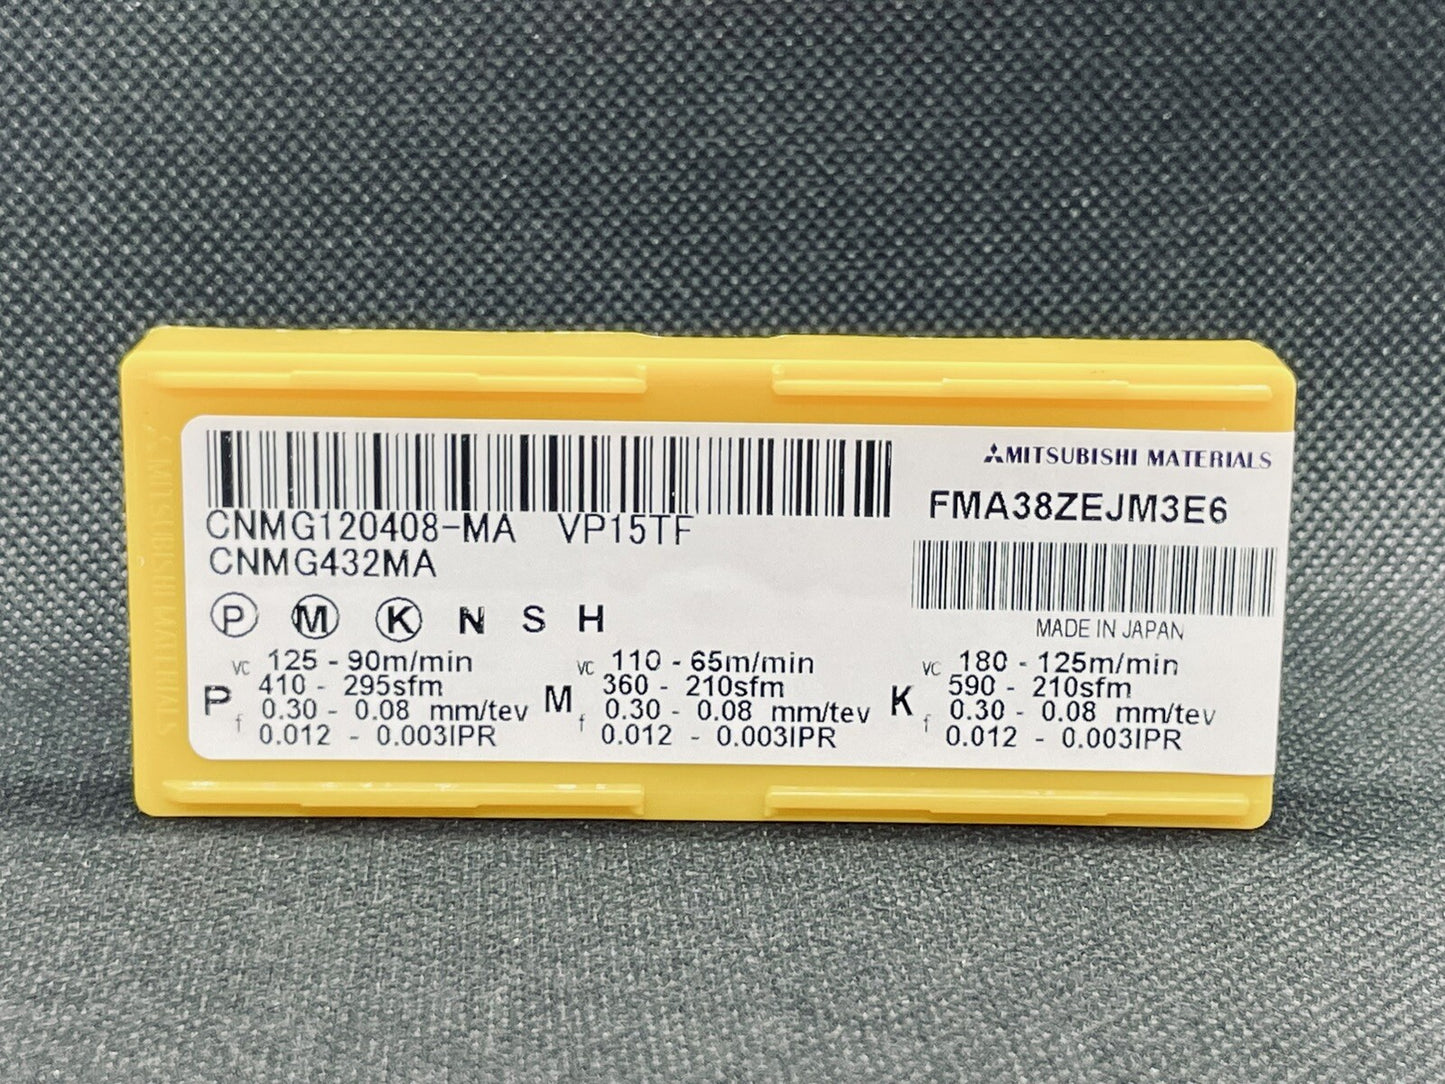 MITSUBISHI MATERIALS
FMA38ZEJM3E6
CNMG120408-MA VP15TF
CNMG432MA
P M K N S H
MADE IN JAPAN
P vc 125 - 90m/min
410 - 295sfm
f 0.30 - 0.08 mm/tev
0.012 - 0.003IPR
M vc 110 - 65m/min
360 - 210sfm
f 0.30 - 0.08 mm/tev
0.012 - 0.003IPR
K vc 180 - 125m/min
590 - 210sfm
f 0.30 - 0.08 mm/tev
0.012 - 0.003IPR
MITSUBISHI MATERIALS